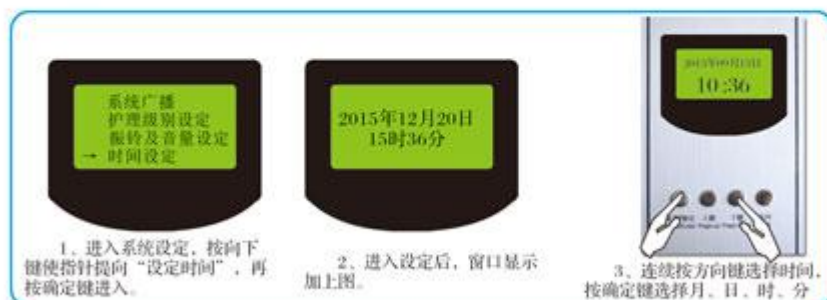 系统广播
护理级别设定
振铃及音量设定
→ 时间设定
1、进入系统设定，按向下
键使指针提向“设定时间”，再
按确定键进入。
2015年12月20日
15时36分
2、进入设定后，窗口显示
加上图。
10:36
3、连续按方向键选择时间，
按确定键选择月、日、时、分